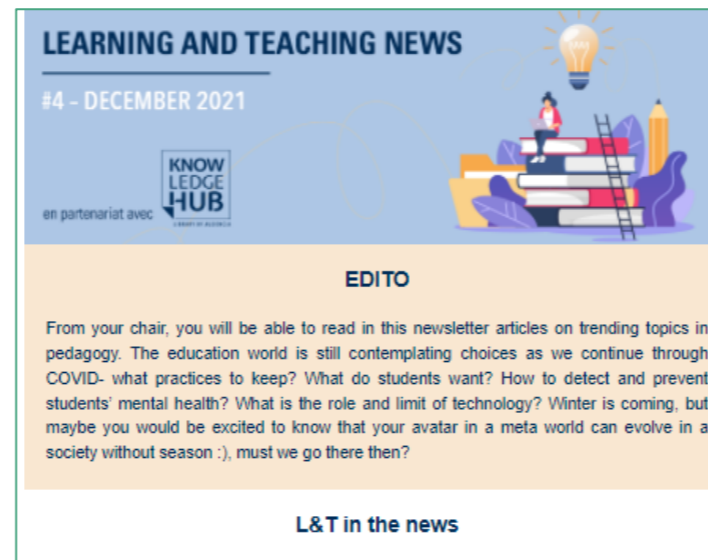 LEARNING AND TEACHING NEWS
#4 - DECEMBER 2021
KNOW
LEDGE
HUB
en partenariat avec
EDITO
From your chair, you will be able to read in this newsletter articles on trending topics in
pedagogy. The education world is still contemplating choices as we continue through
COVID- what practices to keep? What do students want? How to detect and prevent
students' mental health? What is the role and limit of technology? Winter is coming, but
maybe you would be excited to know that your avatar in a meta world can evolve in a
society without season :), must we go there then?
L&T in the news